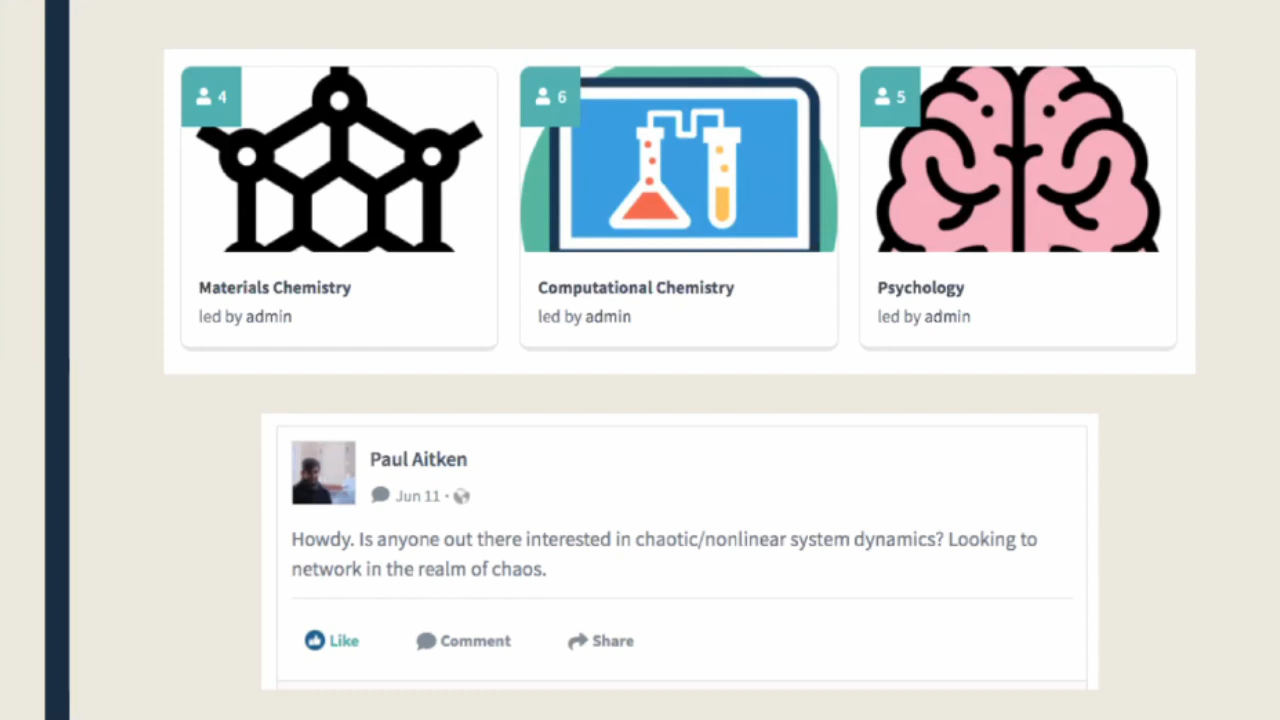 4
6
5
Materials Chemistry
led by admin
Computational Chemistry
led by admin
Psychology
led by admin
Paul Aitken
Jun 11 ·
Howdy. Is anyone out there interested in chaotic/nonlinear system dynamics? Looking to
network in the realm of chaos.
Like Comment Share